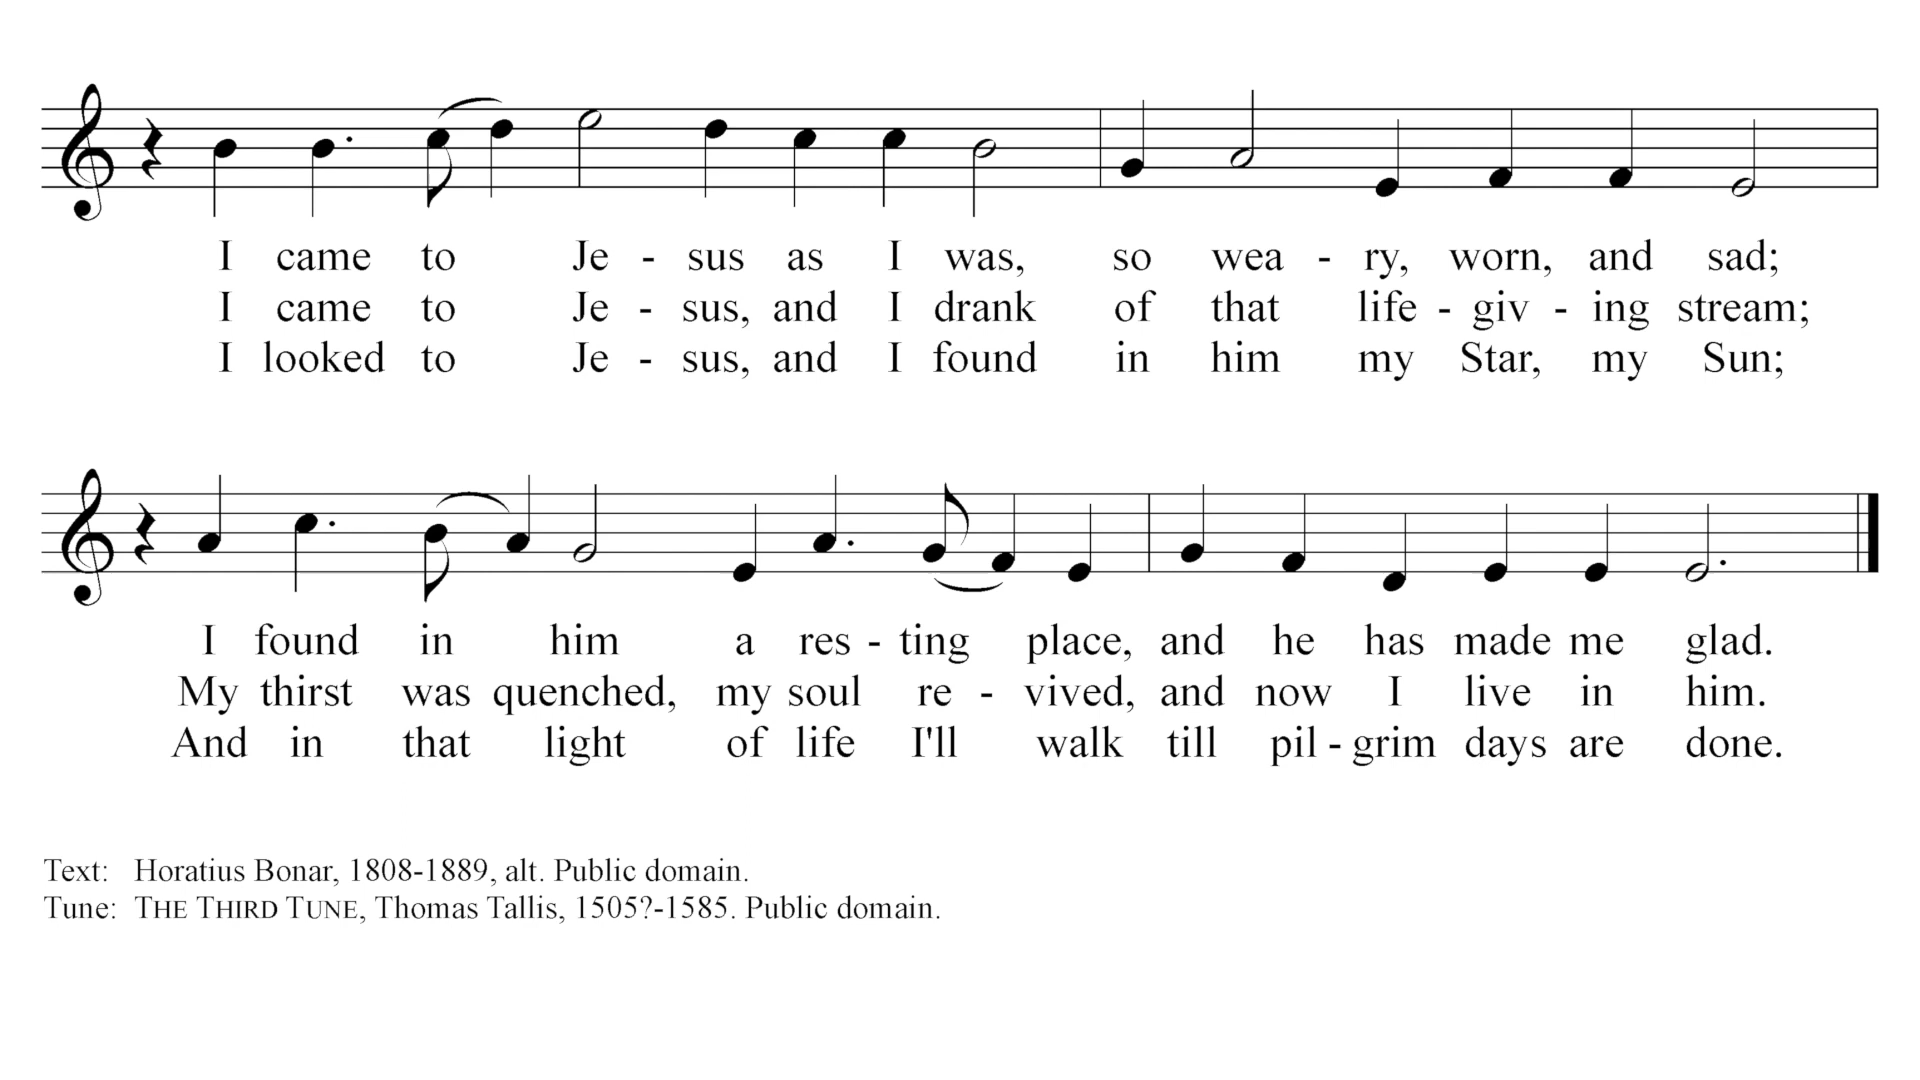 I came to Je - sus as I was, so wea - ry, worn, and sad;
I came to Je - sus, and I drank of that life - giv - ing stream;
I looked to Je - sus, and I found in him my Star, my Sun;
I found in him a res - ting place, and he has made me glad.
My thirst was quenched, my soul re - vived, and now I live in him.
And in that light of life I'll walk till pil - grim days are done.
Text: Horatius Bonar, 1808-1889, alt. Public domain.
Tune: THE THIRD TUNE, Thomas Tallis, 1505?-1585. Public domain.